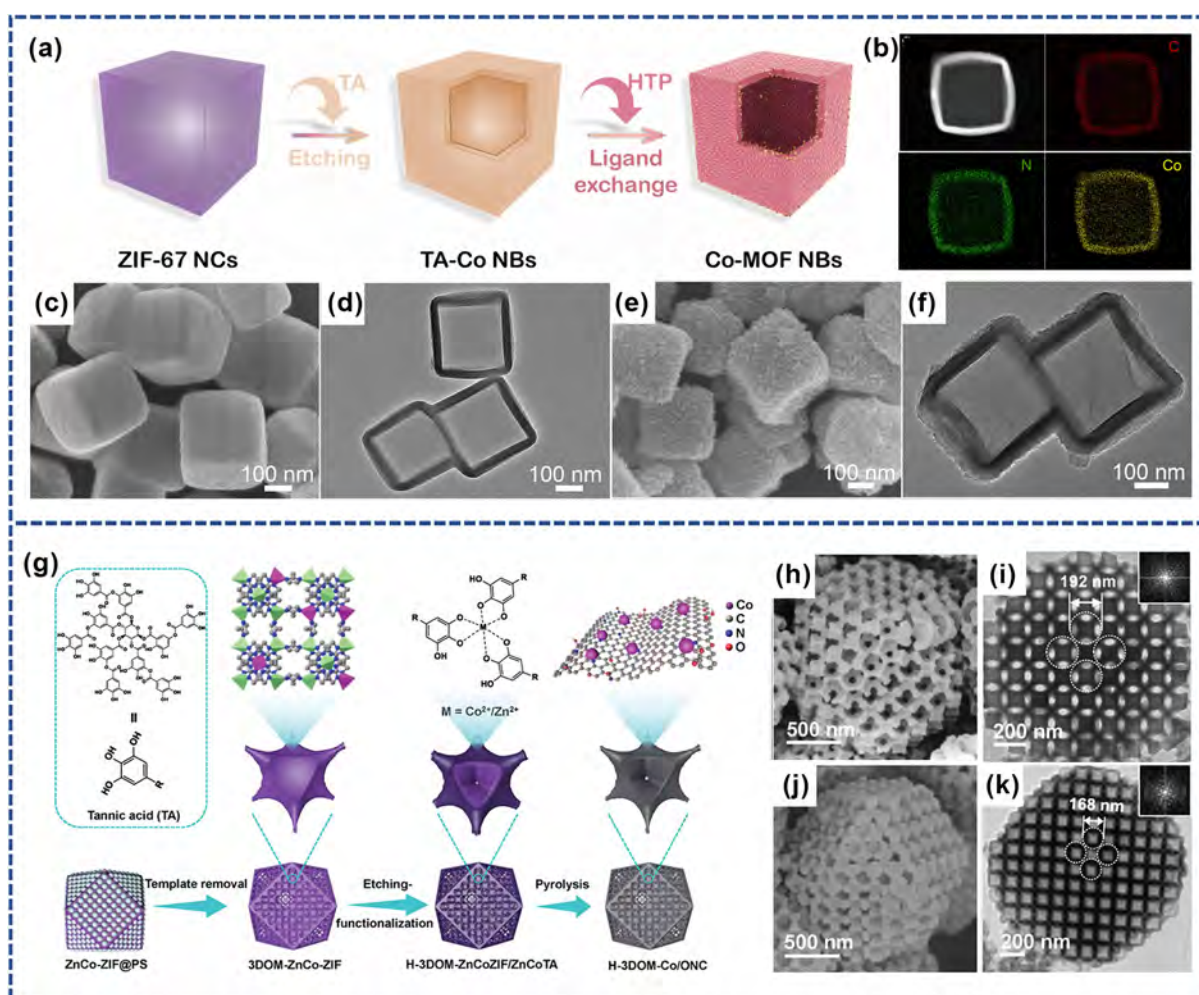 (a)
TA
Etching
HTP
Ligand
exchange
ZIF-67 NCs
TA-Co NBs
Co-MOF NBs
(b)
C
N
Co
(c)
100 nm
(d)
100 nm
(e)
100 nm
(f)
100 nm
(g)
Tannic acid (TA)
M = Co²⁺/Zn²⁺
Co
C
N
O
Template removal
Etching-
functionalization
Pyrolysis
ZnCo-ZIF@PS
3DOM-ZnCo-ZIF
H-3DOM-ZnCoZIF/ZnCoTA
H-3DOM-Co/ONC
(h)
500 nm
(i)
192 nm
200 nm
(j)
500 nm
(k)
168 nm
200 nm